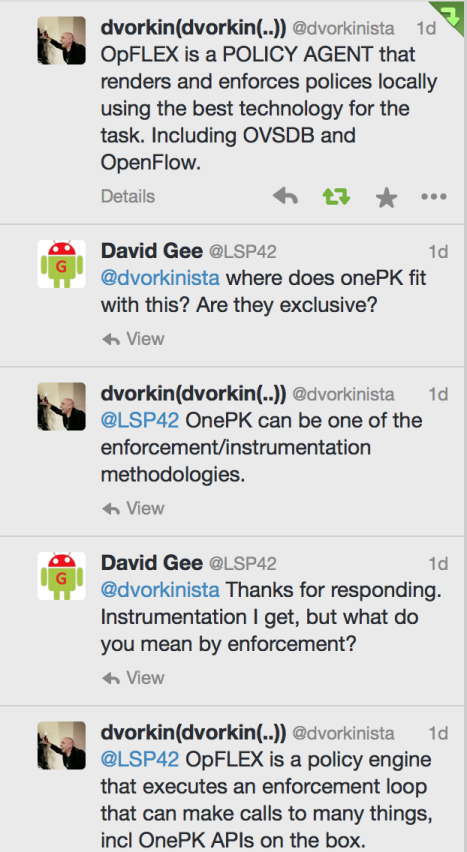 dvorkin(dvorkin(..)) @dvorkinista 1d
OpFLEX is a POLICY AGENT that
renders and enforces polices locally
using the best technology for the
task. Including OVSDB and
OpenFlow.
Details
David Gee @LSP42 1d
G
@dvorkinista where does onePK fit
with this? Are they exclusive?
View
dvorkin(dvorkin(..)) @dvorkinista 1d
@LSP42 OnePK can be one of the
enforcement/instrumentation
methodologies.
View
David Gee @LSP42 1d
G
@dvorkinista Thanks for responding.
Instrumentation I get, but what do
you mean by enforcement?
View
dvorkin(dvorkin(..)) @dvorkinista 1d
@LSP42 OpFLEX is a policy engine
that executes an enforcement loop
that can make calls to many things,
incl OnePK APIs on the box.